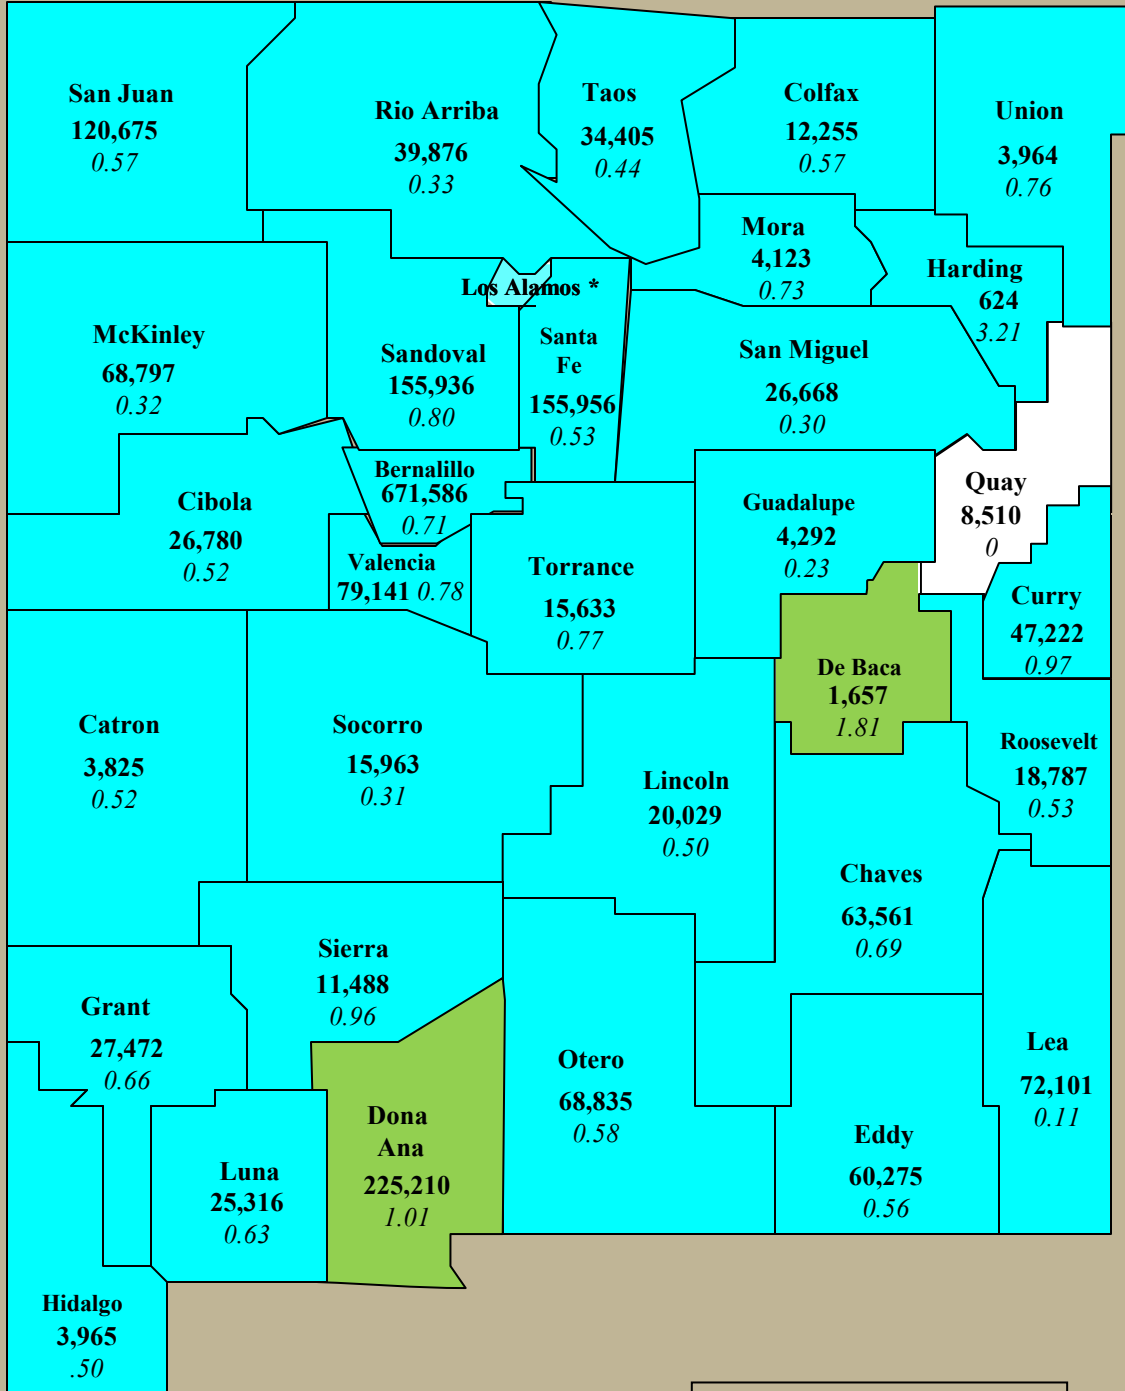 San Juan
120,675
0.57
Rio Arriba
39,876
0.33
Taos
34,405
0.44
Colfax
12,255
0.57
Union
3,964
0.76
Mora
4,123
0.73
Harding
624
3.21
Los Alamos *
McKinley
68,797
0.32
Sandoval
155,936
0.80
Santa
Fe
155,956
0.53
San Miguel
26,668
0.30
Quay
8,510
0
Bernalillo
671,586
0.71
Cibola
26,780
0.52
Guadalupe
4,292
0.23
Valencia
79,141 0.78
Torrance
15,633
0.77
Curry
47,222
0.97
De Baca
1,657
1.81
Catron
3,825
0.52
Socorro
15,963
0.31
Lincoln
20,029
0.50
Roosevelt
18,787
0.53
Chaves
63,561
0.69
Sierra
11,488
0.96
Grant
27,472
0.66
Otero
68,835
0.58
Lea
72,101
0.11
Dona
Ana
225,210
1.01
Eddy
60,275
0.56
Luna
25,316
0.63
Hidalgo
3,965
.50